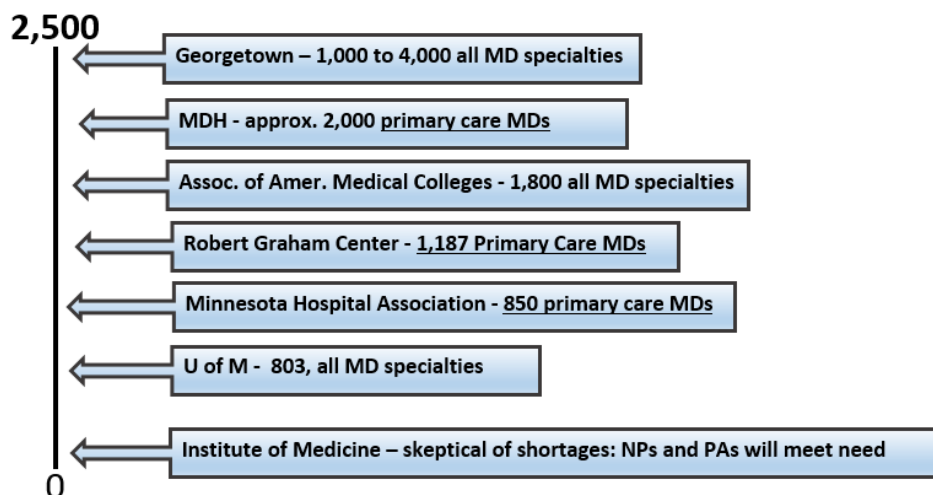 2,500
Georgetown – 1,000 to 4,000 all MD specialties
MDH - approx. 2,000 primary care MDs
Assoc. of Amer. Medical Colleges - 1,800 all MD specialties
Robert Graham Center - 1,187 Primary Care MDs
Minnesota Hospital Association - 850 primary care MDs
U of M - 803, all MD specialties
Institute of Medicine – skeptical of shortages: NPs and PAs will meet need
0